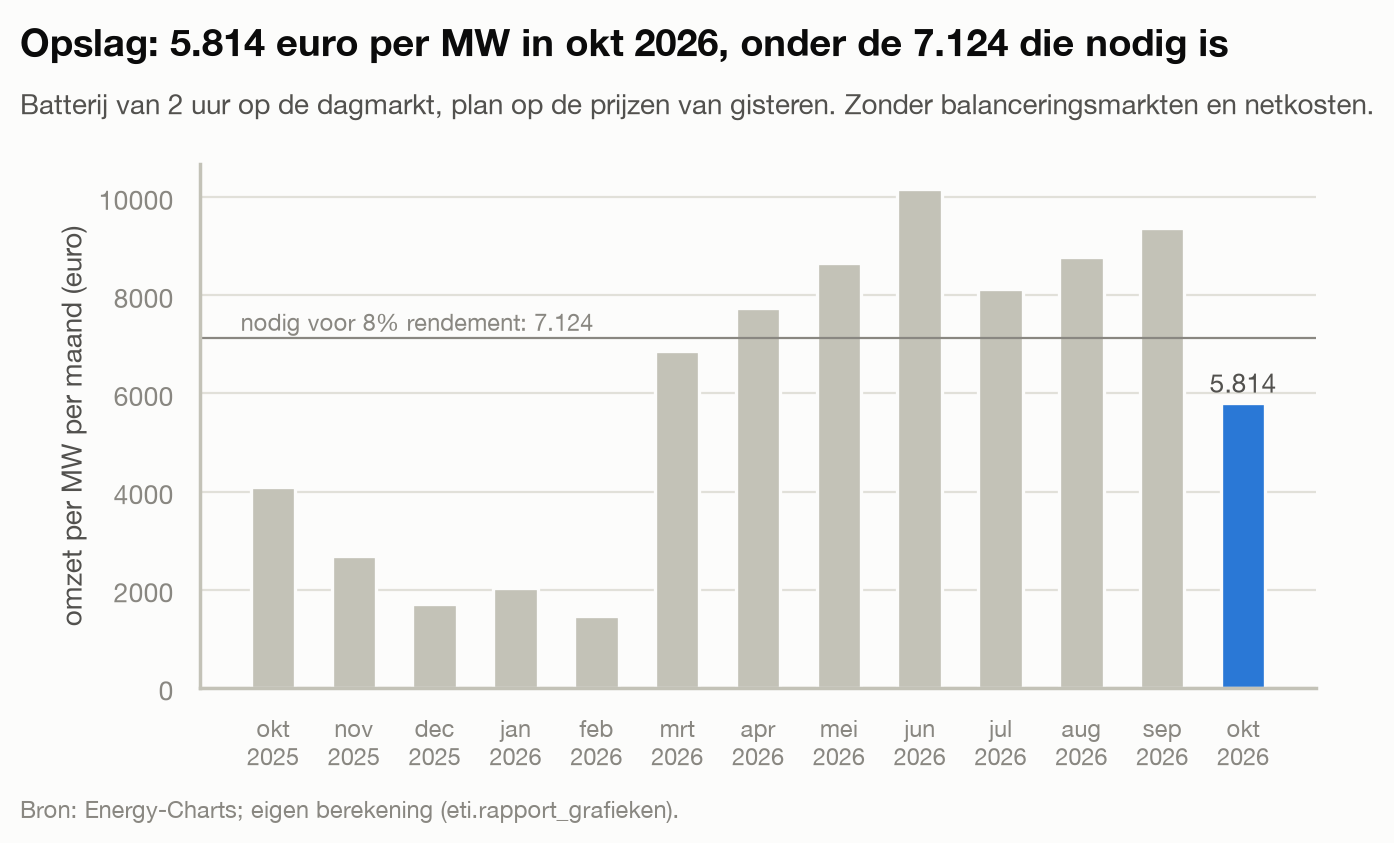 Opslag: 5.814 euro per MW in okt 2026, onder de 7.124 die nodig is
Batterij van 2 uur op de dagmarkt, plan op de prijzen van gisteren. Zonder balanceringsmarkten en netkosten.
omzet per MW per maand (euro)
10000
8000
6000
4000
2000
0
nodig voor 8% rendement: 7.124
5.814
okt 2025
nov 2025
dec 2025
jan 2026
feb 2026
mrt 2026
apr 2026
mei 2026
jun 2026
jul 2026
aug 2026
sep 2026
okt 2026
Bron: Energy-Charts; eigen berekening (eti.rapport_grafieken).